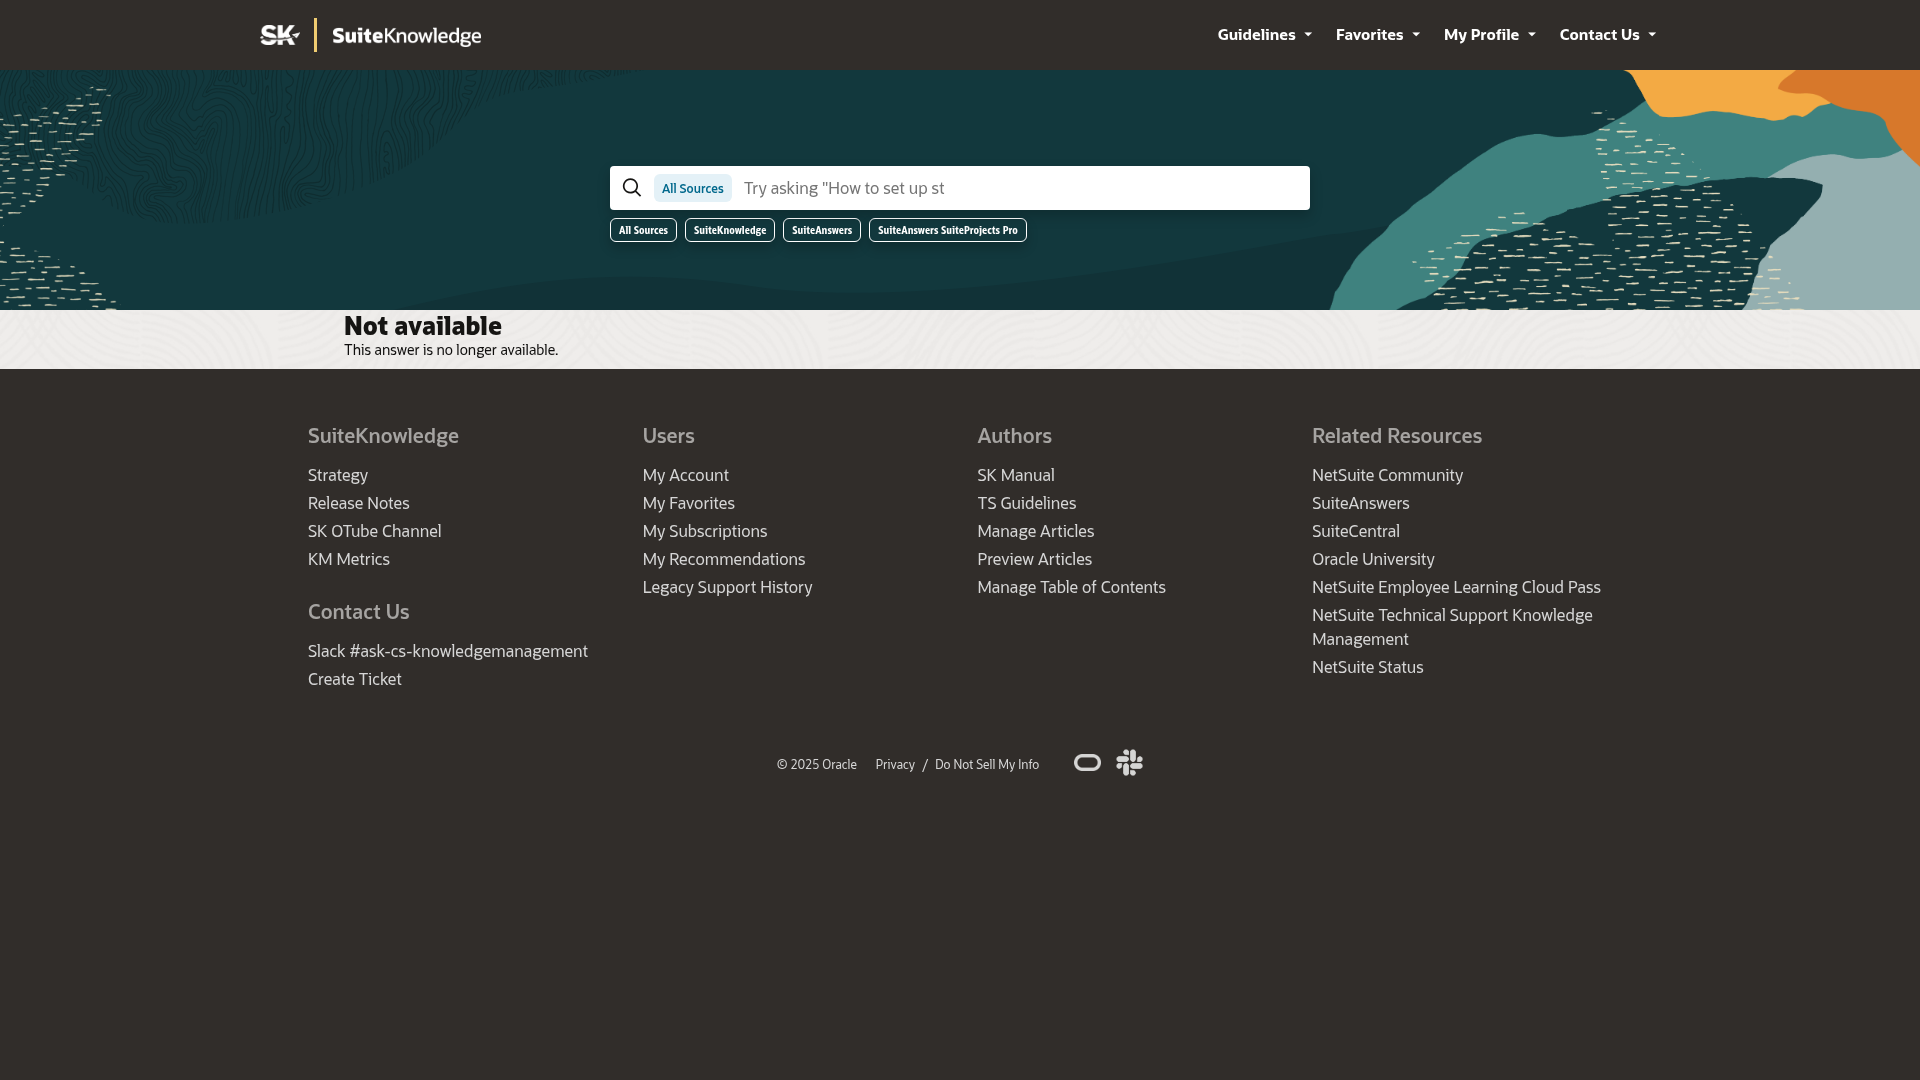 SK SuiteKnowledge
Guidelines Favorites My Profile Contact Us
All Sources Try asking "How to set up st
All Sources SuiteKnowledge SuiteAnswers SuiteAnswers SuiteProjects Pro
Not available
This answer is no longer available.
SuiteKnowledge
Strategy
Release Notes
SK OTube Channel
KM Metrics
Contact Us
Slack #ask-cs-knowledgemanagement
Create Ticket
Users
My Account
My Favorites
My Subscriptions
My Recommendations
Legacy Support History
Authors
SK Manual
TS Guidelines
Manage Articles
Preview Articles
Manage Table of Contents
Related Resources
NetSuite Community
SuiteAnswers
SuiteCentral
Oracle University
NetSuite Employee Learning Cloud Pass
NetSuite Technical Support Knowledge
Management
NetSuite Status
© 2025 Oracle Privacy / Do Not Sell My Info